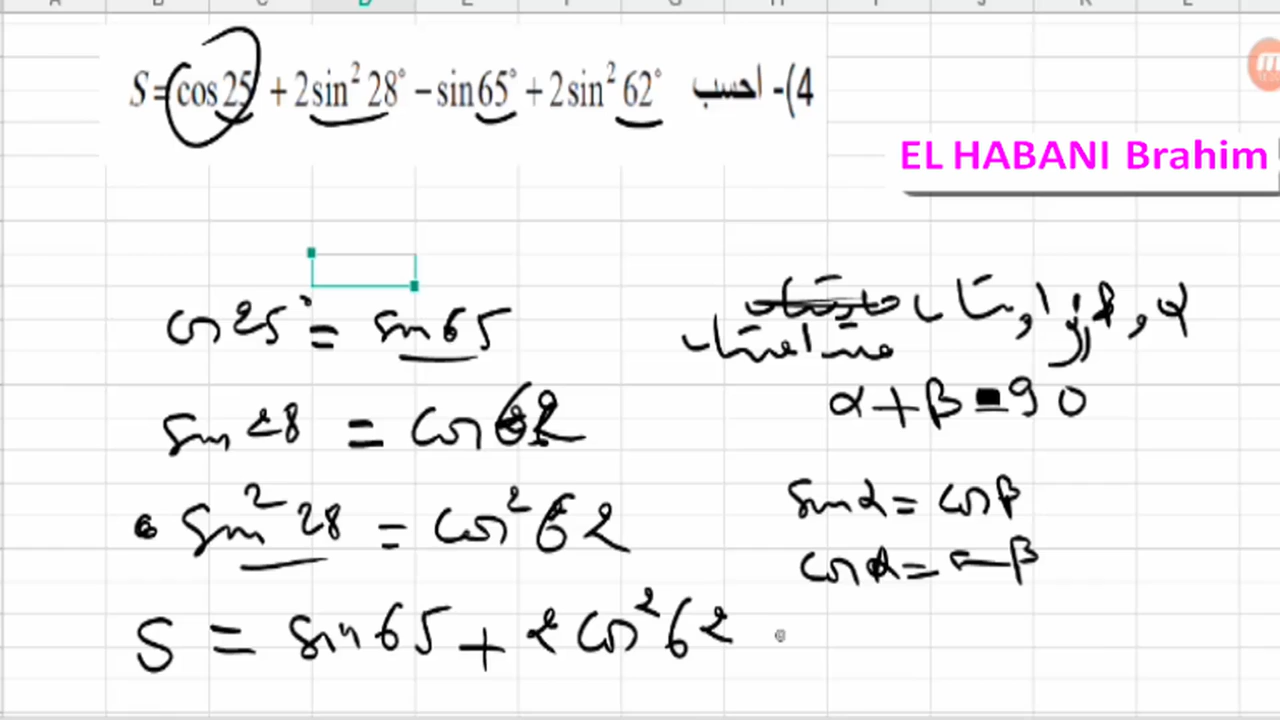 4)- احسب S = cos 25 + 2sin² 28° − sin 65° + 2sin² 62°
EL HABANI Brahim
cos 25° = sin 65
α , β زاويتان
متتامتان
α + β = 90
sin 28 = cos 62
sin² 28 = cos² 62
sin α = cos β
cos α = β
S = sin 65 + 2 cos² 62